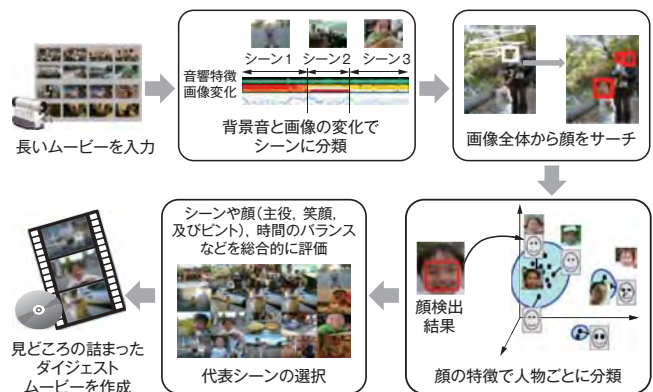 長いムービーを入力
シーン1 シーン2 シーン3
音響特徴
画像変化
背景音と画像の変化で
シーンに分類
画像全体から顔をサーチ
顔検出
結果
顔の特徴で人物ごとに分類
シーンや顔(主役,笑顔,
及びピント),時間のバランス
などを総合的に評価
代表シーンの選択
見どころの詰まった
ダイジェスト
ムービーを作成